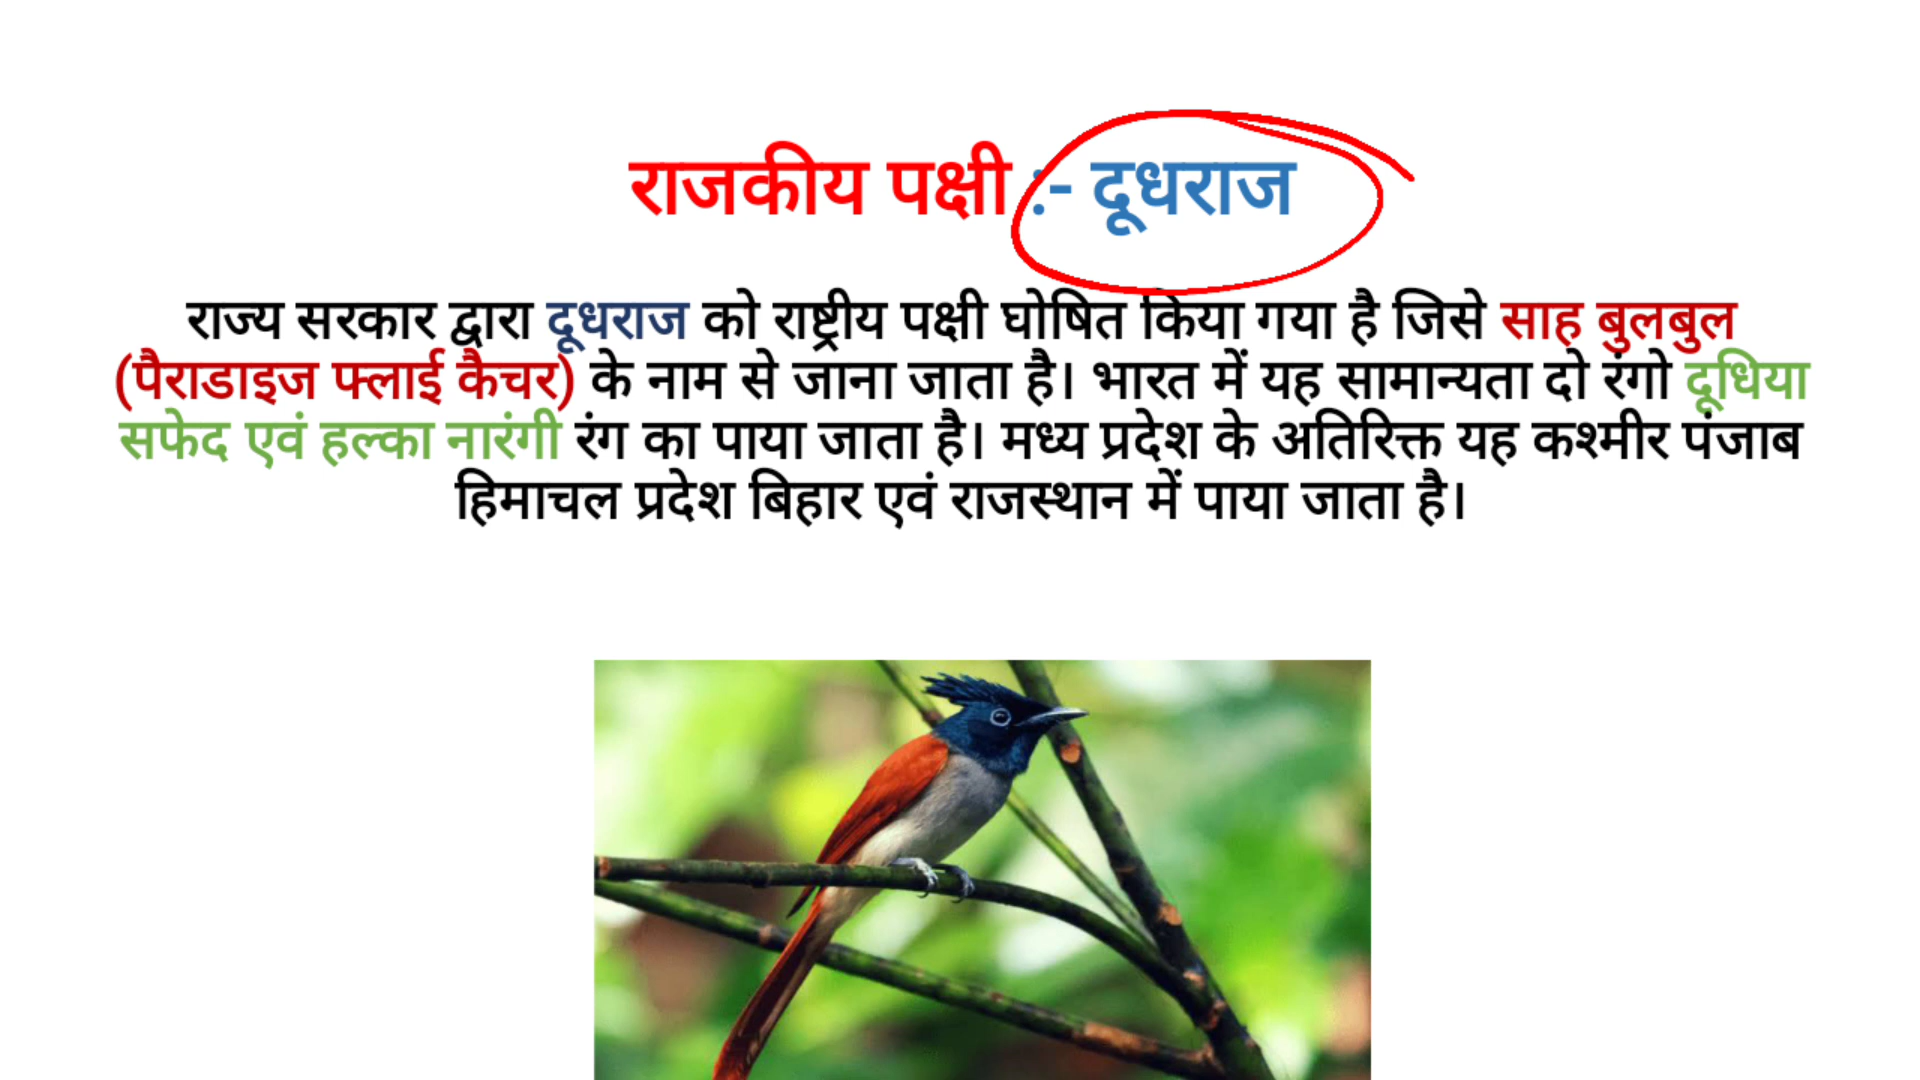 राजकीय पक्षी :- दूधराज
राज्य सरकार द्वारा दूधराज को राष्ट्रीय पक्षी घोषित किया गया है जिसे साह बुलबुल
(पैराडाइज फ्लाई कैचर) के नाम से जाना जाता है। भारत में यह सामान्यता दो रंगो दूधिया
सफेद एवं हल्का नारंगी रंग का पाया जाता है। मध्य प्रदेश के अतिरिक्त यह कश्मीर पंजाब
हिमाचल प्रदेश बिहार एवं राजस्थान में पाया जाता है।